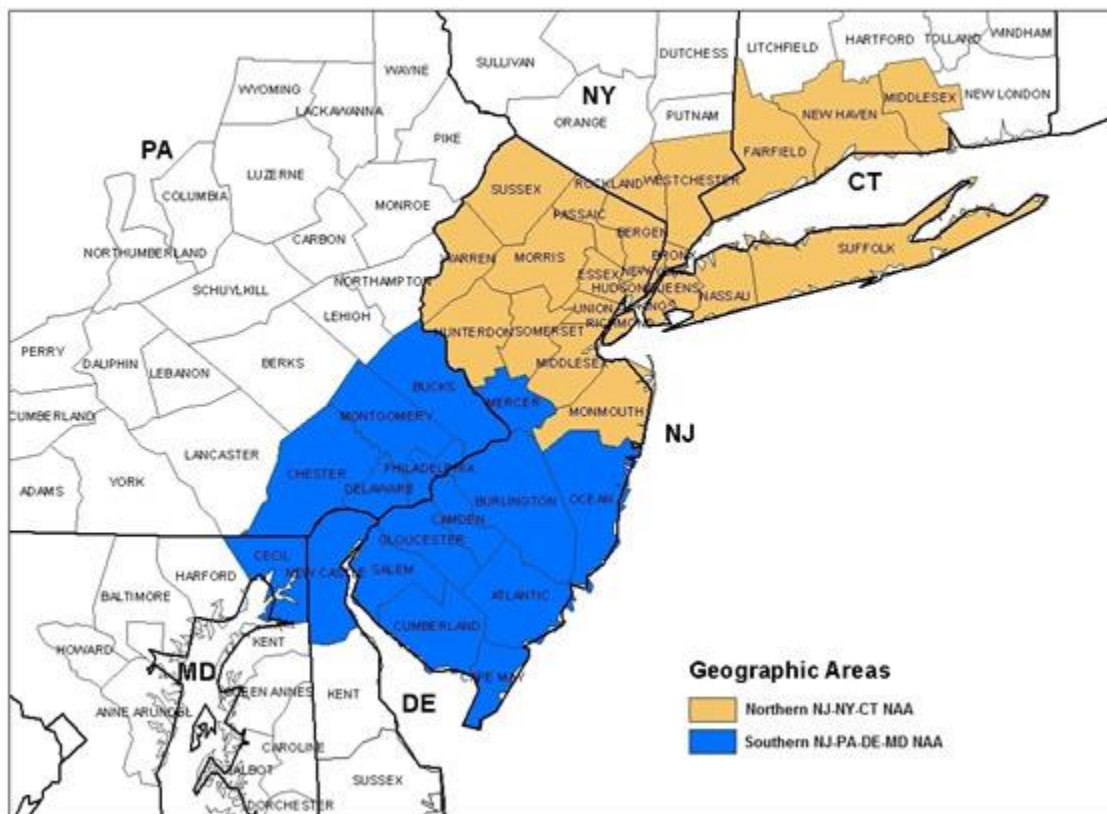 WINDHAM
HARTFORD
TOLLAND
DUTCHESS
LITCHFIELD
SULLIVAN
WAYNE
WYOMING
LACKAWANNA
NY
MIDDLESEX
NEW LONDON
NEW HAVEN
PUTNAM
ORANGE
PIKE
PA
FAIRFIELD
LUZERNE
SUSSEX
ROCKLAND
WESTCHESTER
CT
COLUMBIA
MONROE
PASSAIC
BERGEN
CARBON
NORTHUMBERLAND
WARREN
MORRIS
BRONX
SUFFOLK
ESSEX
NORTHAMPTON
HUDSON
QUEENS
NASSAU
SCHUYLKILL
UNION
LEHIGH
RICHMOND
HUNTERDON
SOMERSET
PERRY
DAUPHIN
BERKS
LEBANON
MIDDLESEX
BUCKS
MERCER
CUMBERLAND
MONTGOMERY
MONMOUTH
NJ
LANCASTER
PHILADELPHIA
CHESTER
YORK
DELAWARE
ADAMS
BURLINGTON
OCEAN
CAMDEN
GLOUCESTER
CECIL
NEW CASTLE
SALEM
HARFORD
BALTIMORE
ATLANTIC
CUMBERLAND
HOWARD
KENT
MD
CAPE MAY
QUEEN ANNES
KENT
DE
ANNE ARUNDEL
CAROLINE
TALBOT
SUSSEX
DORCHESTER
Geographic Areas
Northern NJ-NY-CT NAA
Southern NJ-PA-DE-MD NAA